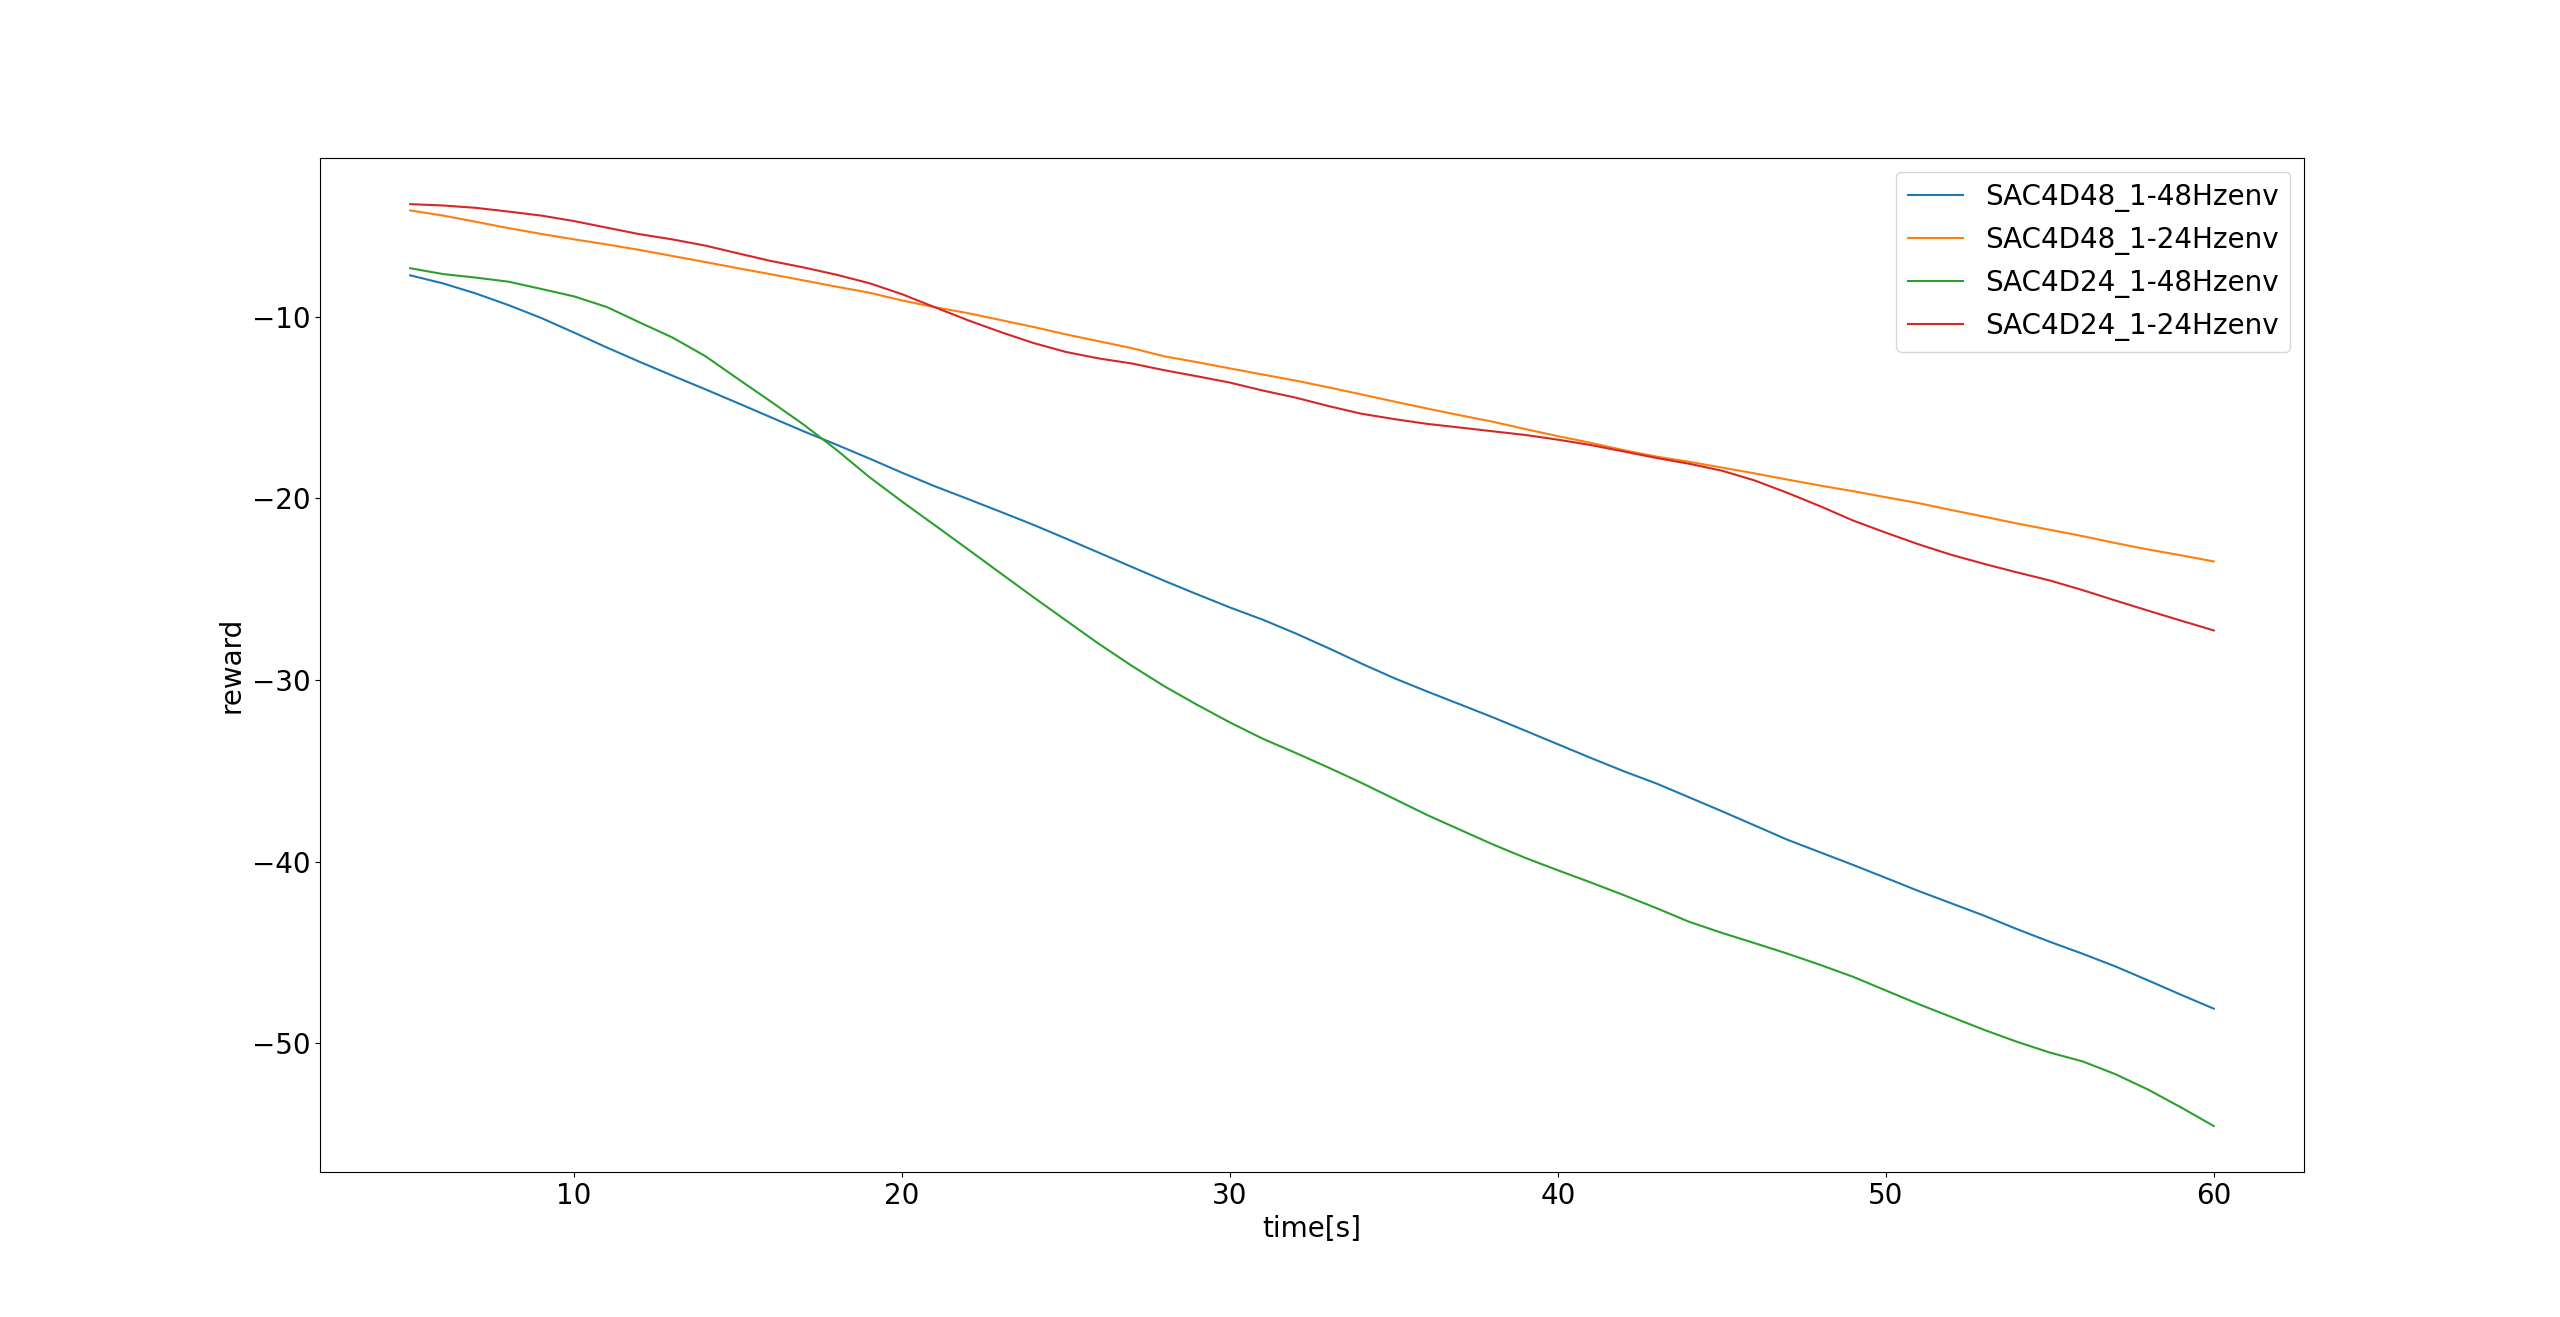 SAC4D48_1-48Hzenv
SAC4D48_1-24Hzenv
SAC4D24_1-48Hzenv
SAC4D24_1-24Hzenv
−10
−20
−30
−40
−50
reward
10 20 30 40 50 60
time[s]